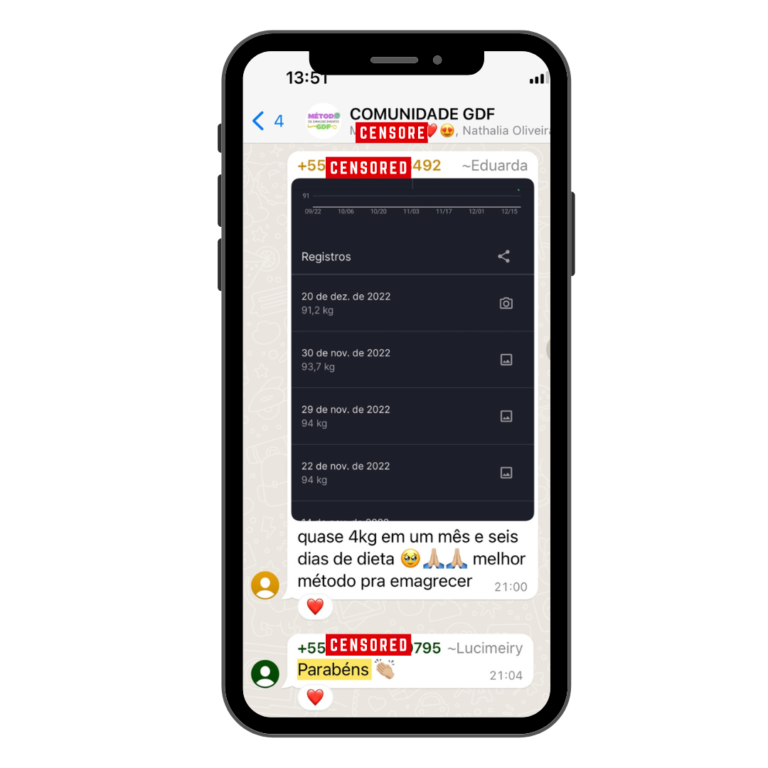 13:51
4
MÉTODO
GDF
COMUNIDADE GDF
CENSORE
, Nathalia Oliveira
+55 CENSORED 492 ~Eduarda
91
09/22 10/06 10/20 11/03 11/17 12/01 12/15
Registros
20 de dez. de 2022
91,2 kg
30 de nov. de 2022
93,7 kg
29 de nov. de 2022
94 kg
22 de nov. de 2022
94 kg
quase 4kg em um mês e seis
dias de dieta 🥹🙏🏼🙏🏼 melhor
método pra emagrecer 21:00
+55 CENSORED 795 ~Lucimeiry
Parabéns 👏🏼
21:04